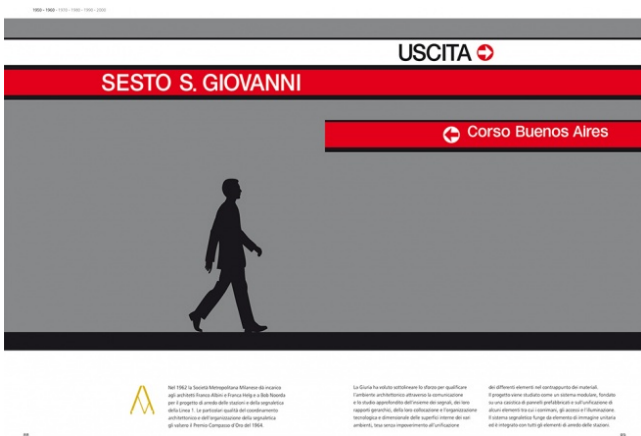 1950 • 1960 • 1970 • 1980 • 1990 • 2000
USCITA
SESTO S. GIOVANNI
Corso Buenos Aires
Nel 1962 la Società Metropolitana Milanese dà incarico
agli architetti Franco Albini e Franca Helg e a Bob Noorda
per il progetto di arredo delle stazioni e della segnaletica
della Linea 1. Le particolari qualità del coordinamento
architettonico e dell'organizzazione della segnaletica
gli valsero il Premio Compasso d'Oro del 1964.
La Giuria ha voluto sottolineare lo sforzo per qualificare
l'ambiente architettonico attraverso la comunicazione
e lo studio approfondito dell'insieme dei segnali, dei loro
rapporti gerarchici, della loro collocazione e l'organizzazione
tecnologica e dimensionale delle superfici interne dei vari
ambienti, tesa senza impoverimento all'unificazione
dei differenti elementi nel contrappunto dei materiali.
Il progetto viene studiato come un sistema modulare, fondato
su una casistica di pannelli prefabbricati e sull'unificazione di
alcuni elementi tra cui i corrimani, gli accessi e l'illuminazione.
Il sistema segnaletico funge da elemento di immagine unitaria
ed è integrato con tutti gli elementi di arredo delle stazioni.